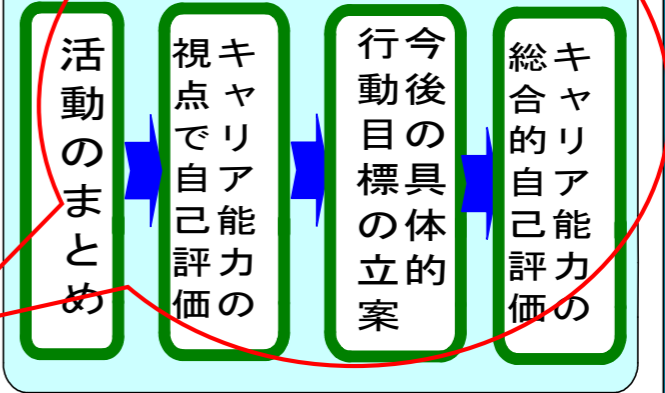 活動のまとめ
キャリア能力の
視点で自己評価
今後の具体的
行動目標の立案
キャリア能力の
総合的自己評価